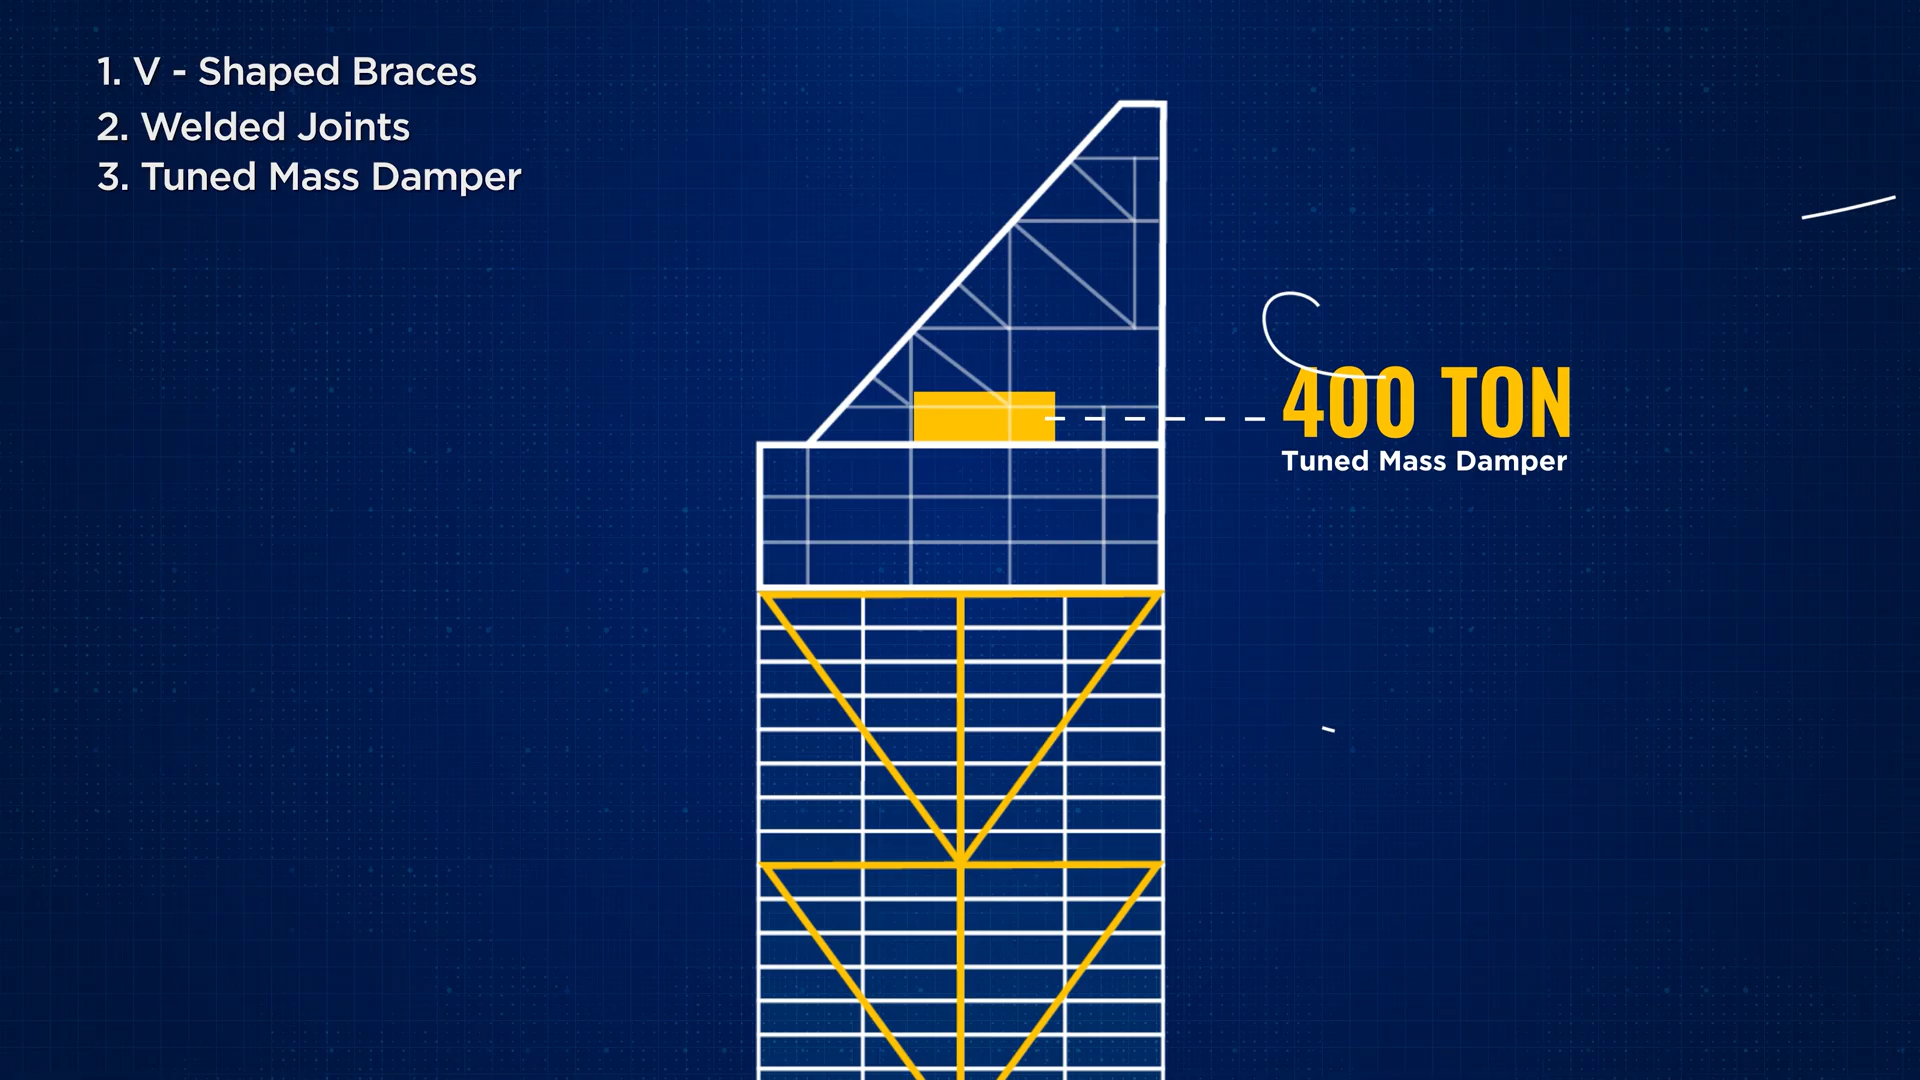 1. V - Shaped Braces
2. Welded Joints
3. Tuned Mass Damper
400 TON
Tuned Mass Damper